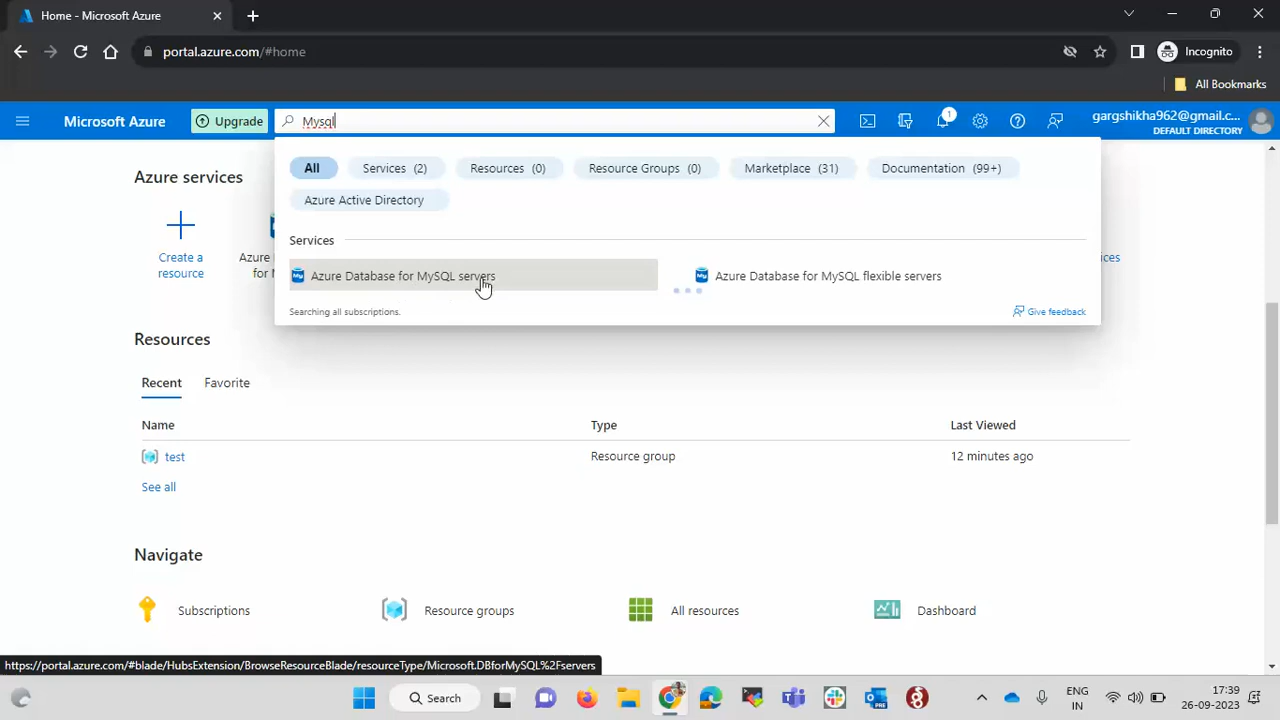 Home - Microsoft Azure
portal.azure.com/#home
Incognito
All Bookmarks
Microsoft Azure
Upgrade
Mysql
1
gargshikha962@gmail.c...
DEFAULT DIRECTORY
All
Services (2)
Resources (0)
Resource Groups (0)
Marketplace (31)
Documentation (99+)
Azure Active Directory
Azure services
Services
Create a resource
Azure
for M
Azure Database for MySQL servers
Azure Database for MySQL flexible servers
ces
Searching all subscriptions.
Give feedback
Resources
Recent
Favorite
Name
Type
Last Viewed
test
Resource group
12 minutes ago
See all
Navigate
Subscriptions
Resource groups
All resources
Dashboard
https://portal.azure.com/#blade/HubsExtension/BrowseResourceBlade/resourceType/Microsoft.DBforMySQL%2Fservers
Search
PRE
ENG
IN
17:39
26-09-2023